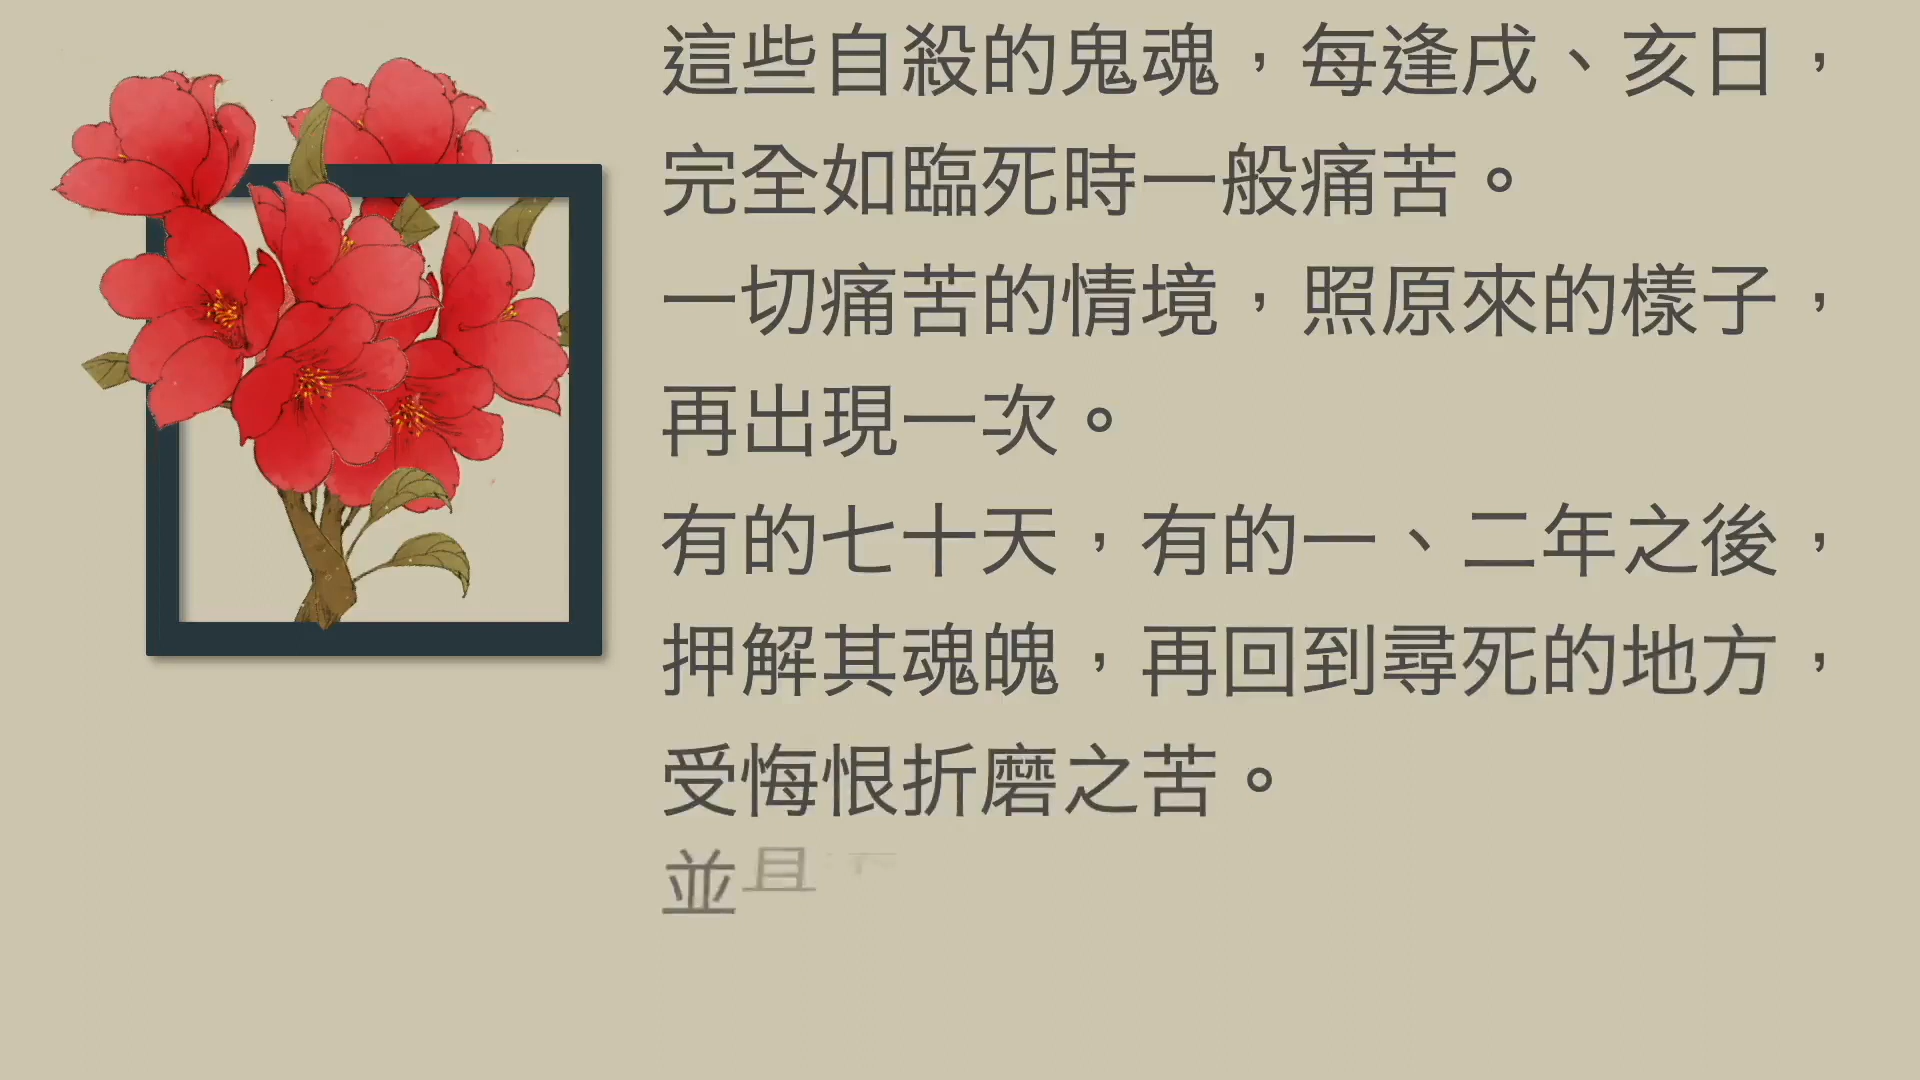 這些自殺的鬼魂，每逢戌、亥日，
完全如臨死時一般痛苦。
一切痛苦的情境，照原來的樣子，
再出現一次。
有的七十天，有的一、二年之後，
押解其魂魄，再回到尋死的地方，
受悔恨折磨之苦。
並且